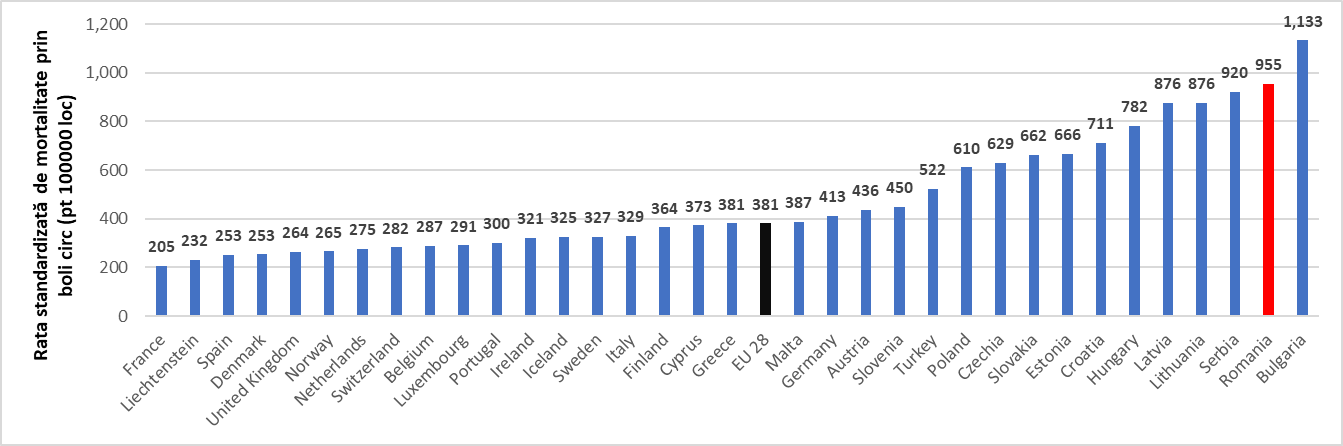 Rata standardizată de mortalitate prin
boli circ (pt 100000 loc)
1,200
1,000
800
600
400
200
0
205
232
253
253
264
265
275
282
287
291
300
321
325
327
329
364
373
381
381
387
413
436
450
522
610
629
662
666
711
782
876
876
920
955
1,133
France
Liechtenstein
Spain
Denmark
United Kingdom
Norway
Netherlands
Switzerland
Belgium
Luxembourg
Portugal
Ireland
Iceland
Sweden
Italy
Finland
Cyprus
Greece
EU 28
Malta
Germany
Austria
Slovenia
Turkey
Poland
Czechia
Slovakia
Estonia
Croatia
Hungary
Latvia
Lithuania
Serbia
Romania
Bulgaria